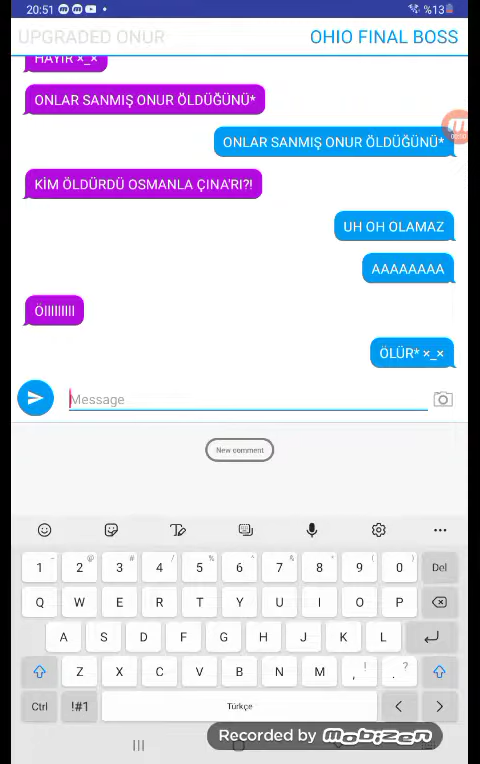 20:51
%13
UPGRADED ONUR
OHIO FINAL BOSS
HAYIR ×_×
ONLAR SANMIŞ ONUR ÖLDÜĞÜNÜ*
ONLAR SANMIŞ ONUR ÖLDÜĞÜNÜ*
KİM ÖLDÜRDÜ OSMANLA ÇINA'RI?!
UH OH OLAMAZ
AAAAAAAA
ÖIIIIIIIII
ÖLÜR* ×_×
Message
New comment
1 2 3 4 5 6 7 8 9 0 Del
Q W E R T Y U I O P
A S D F G H J K L
Z X C V B N M , ! . ?
Ctrl !#1 Türkçe < >
Recorded by mobizen